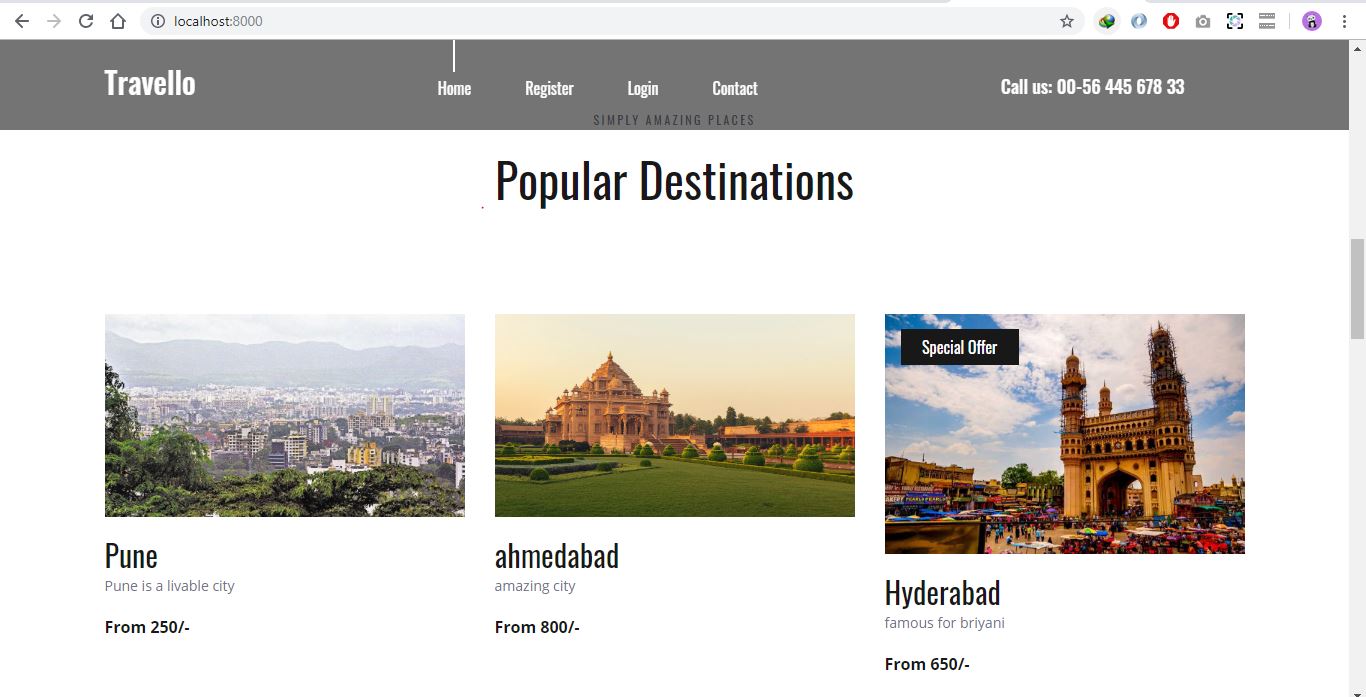 localhost:8000
Travello
Home Register Login Contact
Call us: 00-56 445 678 33
SIMPLY AMAZING PLACES
Popular Destinations
Special Offer
Pune
Pune is a livable city
From 250/-
ahmedabad
amazing city
From 800/-
Hyderabad
famous for briyani
From 650/-